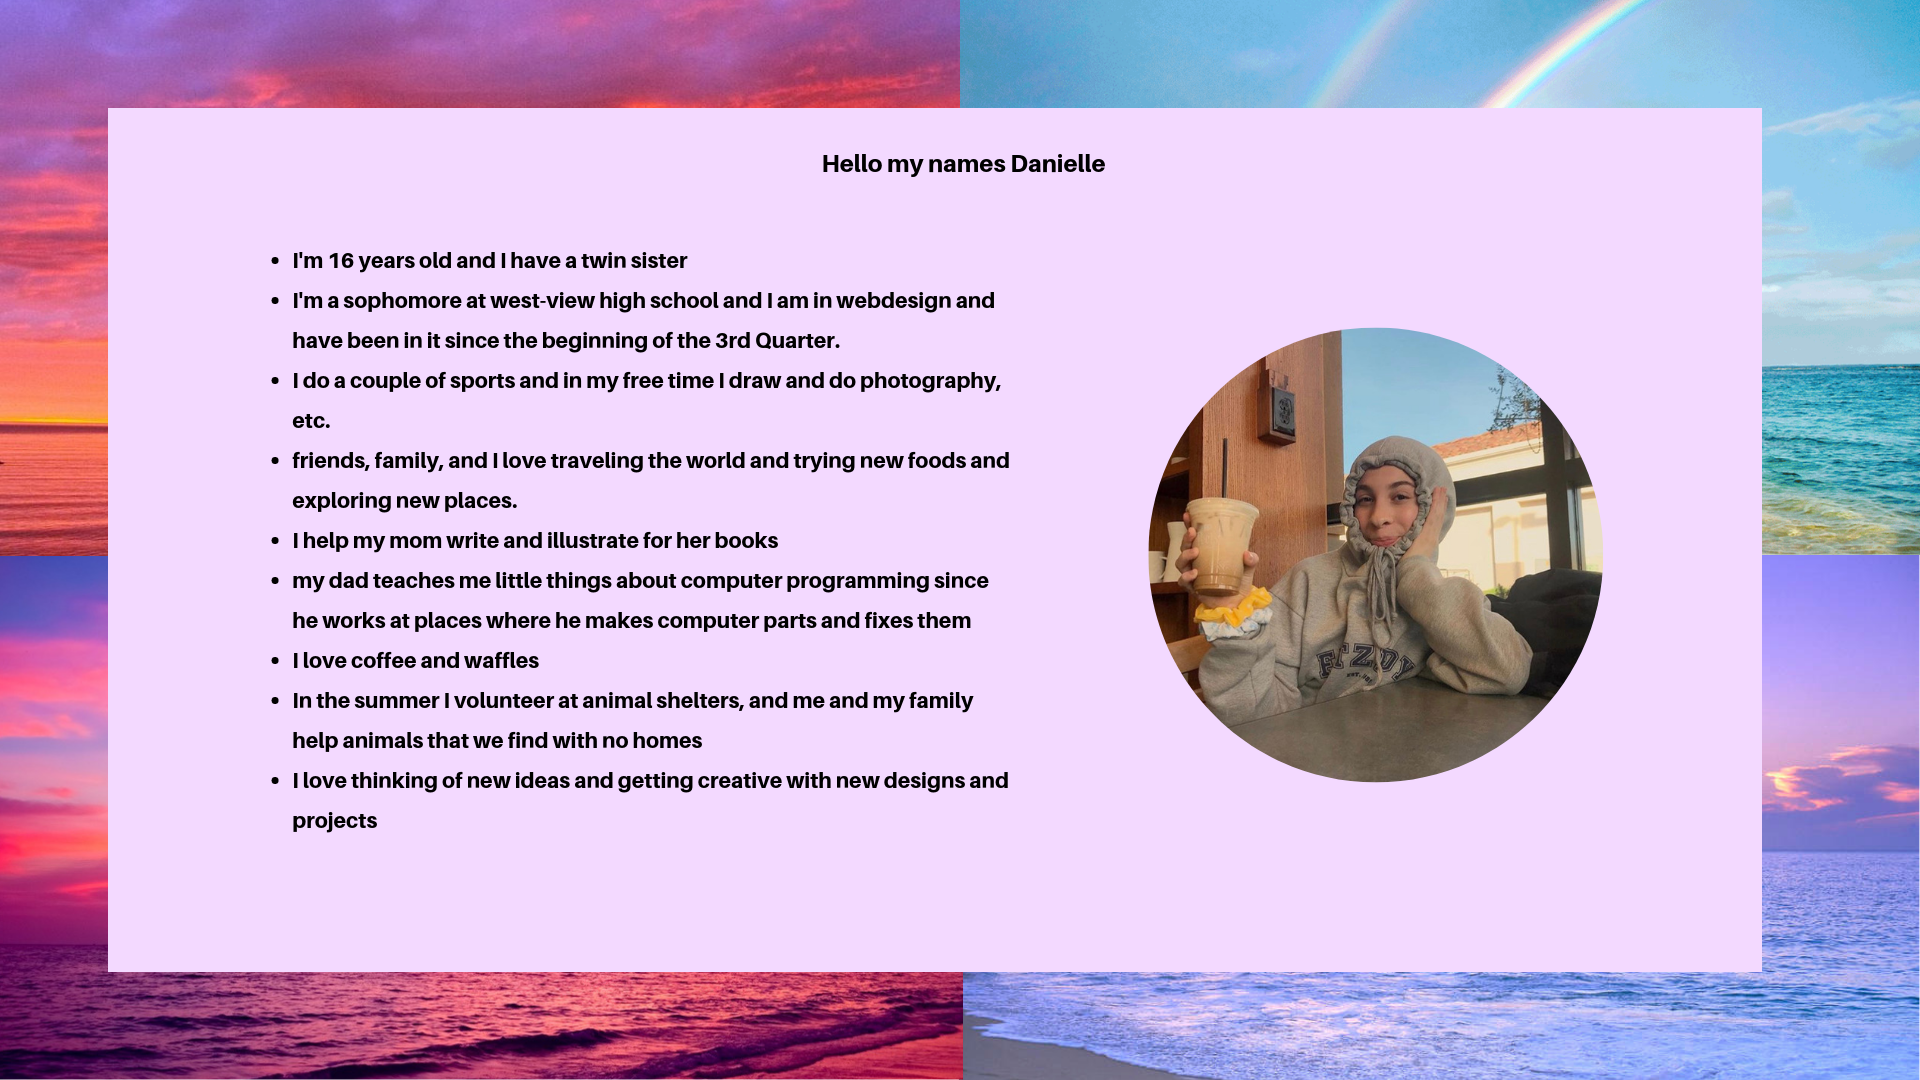 Hello my names Danielle
I'm 16 years old and I have a twin sister
I'm a sophomore at west-view high school and I am in webdesign and
have been in it since the beginning of the 3rd Quarter.
I do a couple of sports and in my free time I draw and do photography,
etc.
friends, family, and I love traveling the world and trying new foods and
exploring new places.
I help my mom write and illustrate for her books
my dad teaches me little things about computer programming since
he works at places where he makes computer parts and fixes them
I love coffee and waffles
In the summer I volunteer at animal shelters, and me and my family
help animals that we find with no homes
I love thinking of new ideas and getting creative with new designs and
projects